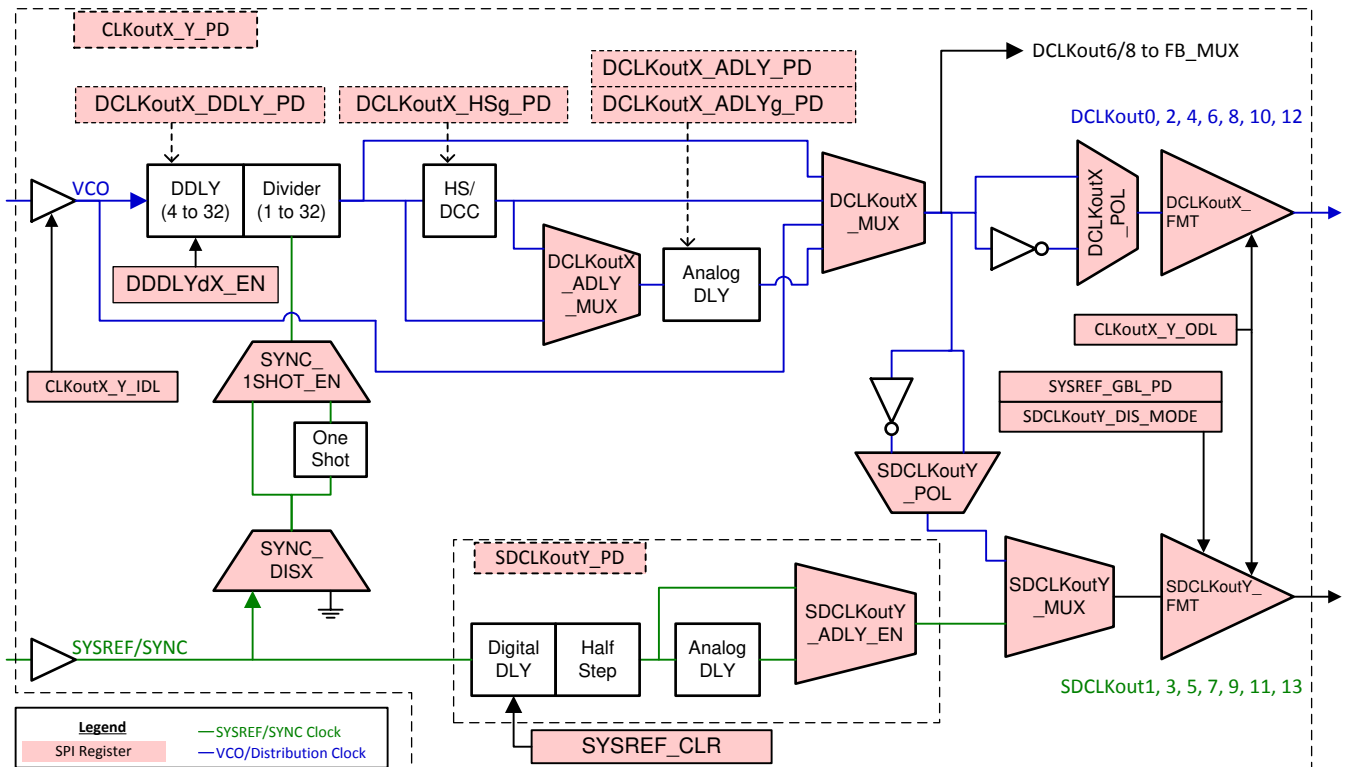 CLKoutX_Y_PD
DCLKout6/8 to FB_MUX
DCLKoutX_ADLY_PD
DCLKoutX_ADLYg_PD
DCLKoutX_DDLY_PD
DCLKoutX_HSg_PD
DCLKout0, 2, 4, 6, 8, 10, 12
VCO
DDLY
(4 to 32)
Divider
(1 to 32)
HS/
DCC
DCLKoutX
_MUX
DCLKoutX
_POL
DCLKoutX_
FMT
DDDLYdX_EN
DCLKoutX
_ADLY
_MUX
Analog
DLY
CLKoutX_Y_IDL
SYNC_
1SHOT_EN
CLKoutX_Y_ODL
SYSREF_GBL_PD
SDCLKoutY_DIS_MODE
One
Shot
SDCLKoutY
_POL
SYNC_
DISX
SDCLKoutY_PD
SDCLKoutY
_ADLY_EN
SDCLKoutY
_MUX
SDCLKoutY_
FMT
SYSREF/SYNC
Digital
DLY
Half
Step
Analog
DLY
SDCLKout1, 3, 5, 7, 9, 11, 13
SYSREF_CLR
Legend
SPI Register
SYSREF/SYNC Clock
VCO/Distribution Clock